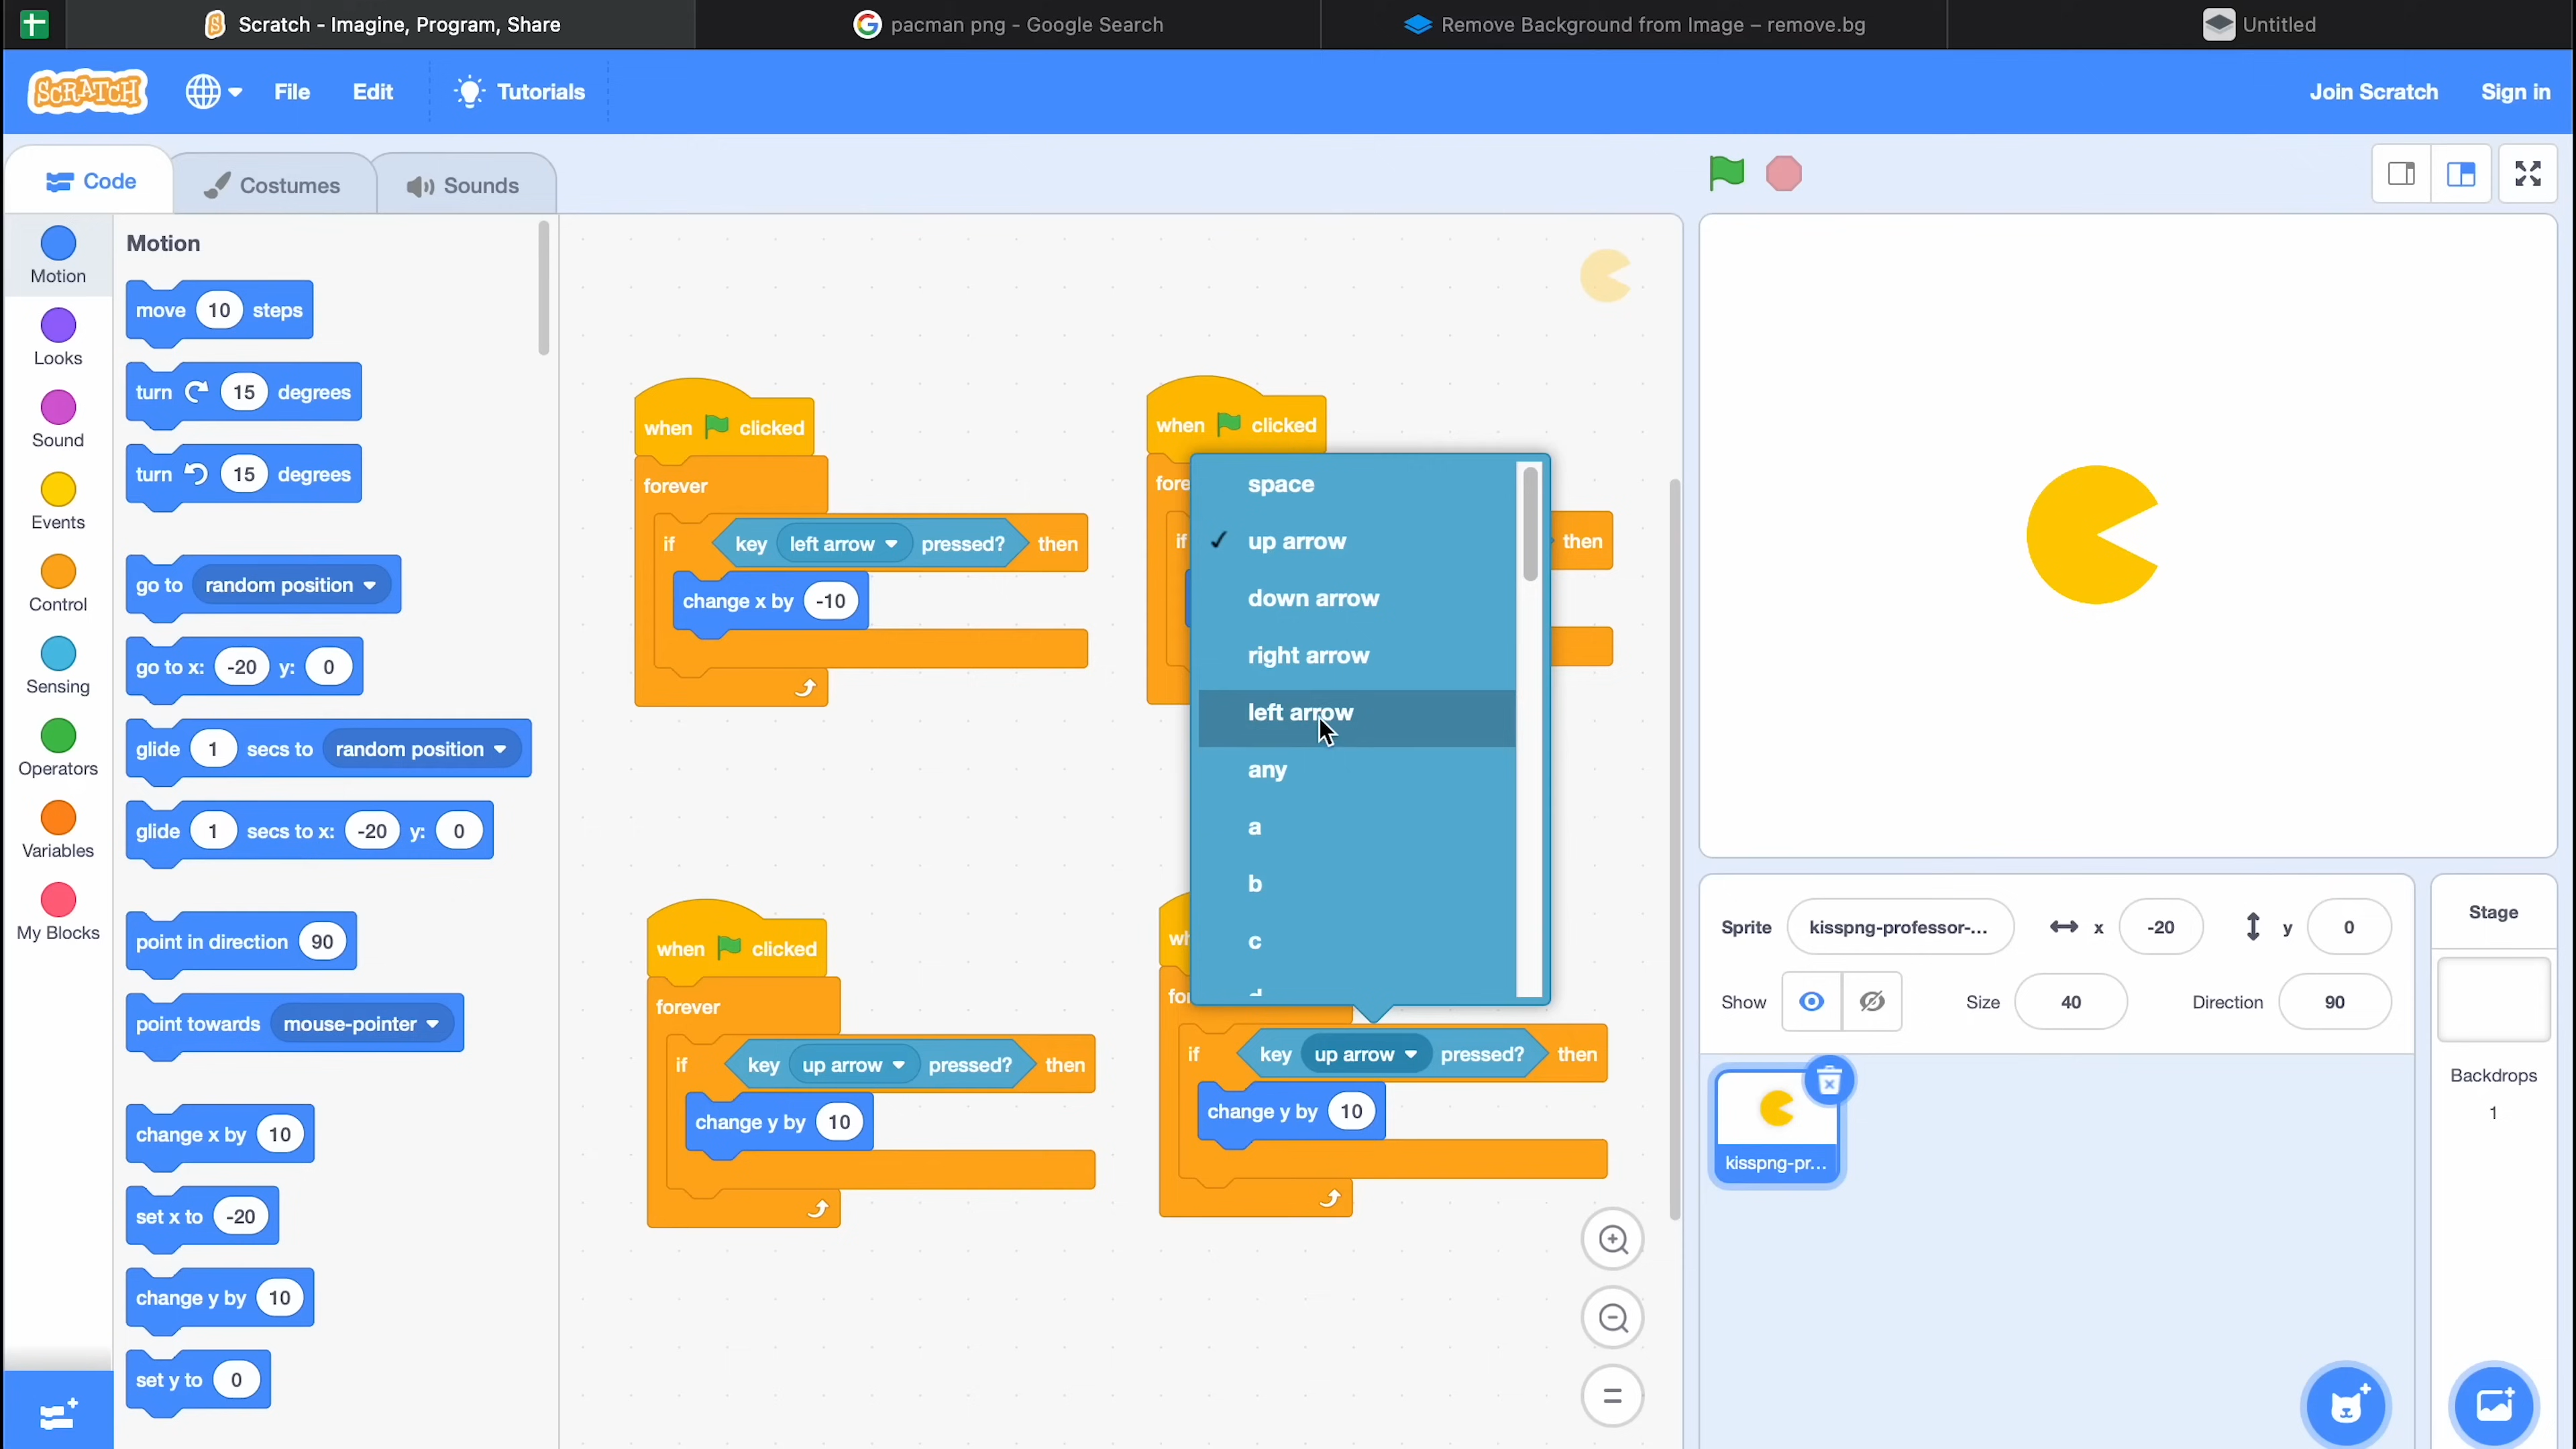 Scratch - Imagine, Program, Share
pacman png - Google Search
Remove Background from Image – remove.bg
Untitled
SCRATCH
File
Edit
Tutorials
Join Scratch
Sign in
Code
Costumes
Sounds
Motion
Looks
Sound
Events
Control
Sensing
Operators
Variables
My Blocks
Motion
move 10 steps
turn 15 degrees
turn 15 degrees
go to random position
go to x: -20 y: 0
glide 1 secs to random position
glide 1 secs to x: -20 y: 0
point in direction 90
point towards mouse-pointer
change x by 10
set x to -20
change y by 10
set y to 0
when clicked
forever
if key left arrow pressed? then
change x by -10
when clicked
fore
if then
space
✓ up arrow
down arrow
right arrow
left arrow
any
a
b
c
when clicked
forever
if key up arrow pressed? then
change y by 10
wh
for
if key up arrow pressed? then
change y by 10
Sprite kisspng-professor-... x -20 y 0
Show Size 40 Direction 90
kisspng-pr...
Stage
Backdrops
1